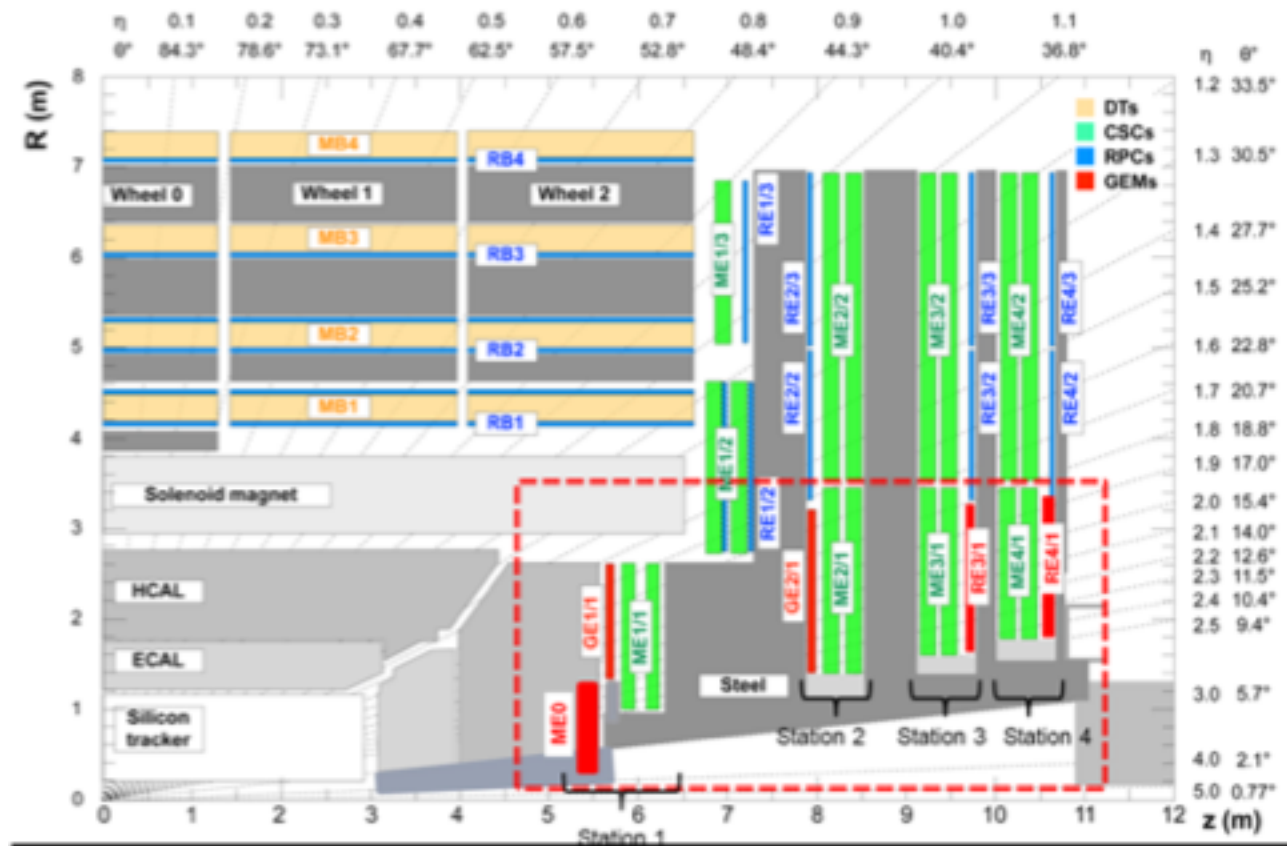 η 0.1 0.2 0.3 0.4 0.5 0.6 0.7 0.8 0.9 1.0 1.1
θ° 84.3° 78.6° 73.1° 67.7° 62.5° 57.5° 52.8° 48.4° 44.3° 40.4° 36.8° η θ°
R (m)
8
7
6
5
4
3
2
1
0
1.2 33.5°
1.3 30.5°
1.4 27.7°
1.5 25.2°
1.6 22.8°
1.7 20.7°
1.8 18.8°
1.9 17.0°
2.0 15.4°
2.1 14.0°
2.2 12.6°
2.3 11.5°
2.4 10.4°
2.5 9.4°
3.0 5.7°
4.0 2.1°
5.0 0.77°
DTs
CSCs
RPCs
GEMs
MB4
RB4
Wheel 0
Wheel 1
Wheel 2
MB3
RB3
MB2
RB2
MB1
RB1
Solenoid magnet
HCAL
ECAL
Silicon
tracker
Steel
ME1/3
RE1/3
RE2/3
ME2/2
ME3/2
RE3/3
ME4/2
RE4/3
RE2/2
RE3/2
RE4/2
ME1/2
RE1/2
GE1/1
ME1/1
GE2/1
ME2/1
ME3/1
RE3/1
ME4/1
RE4/1
ME0
Station 2
Station 3
Station 4
Station 1
0 1 2 3 4 5 6 7 8 9 10 11 12
z (m)